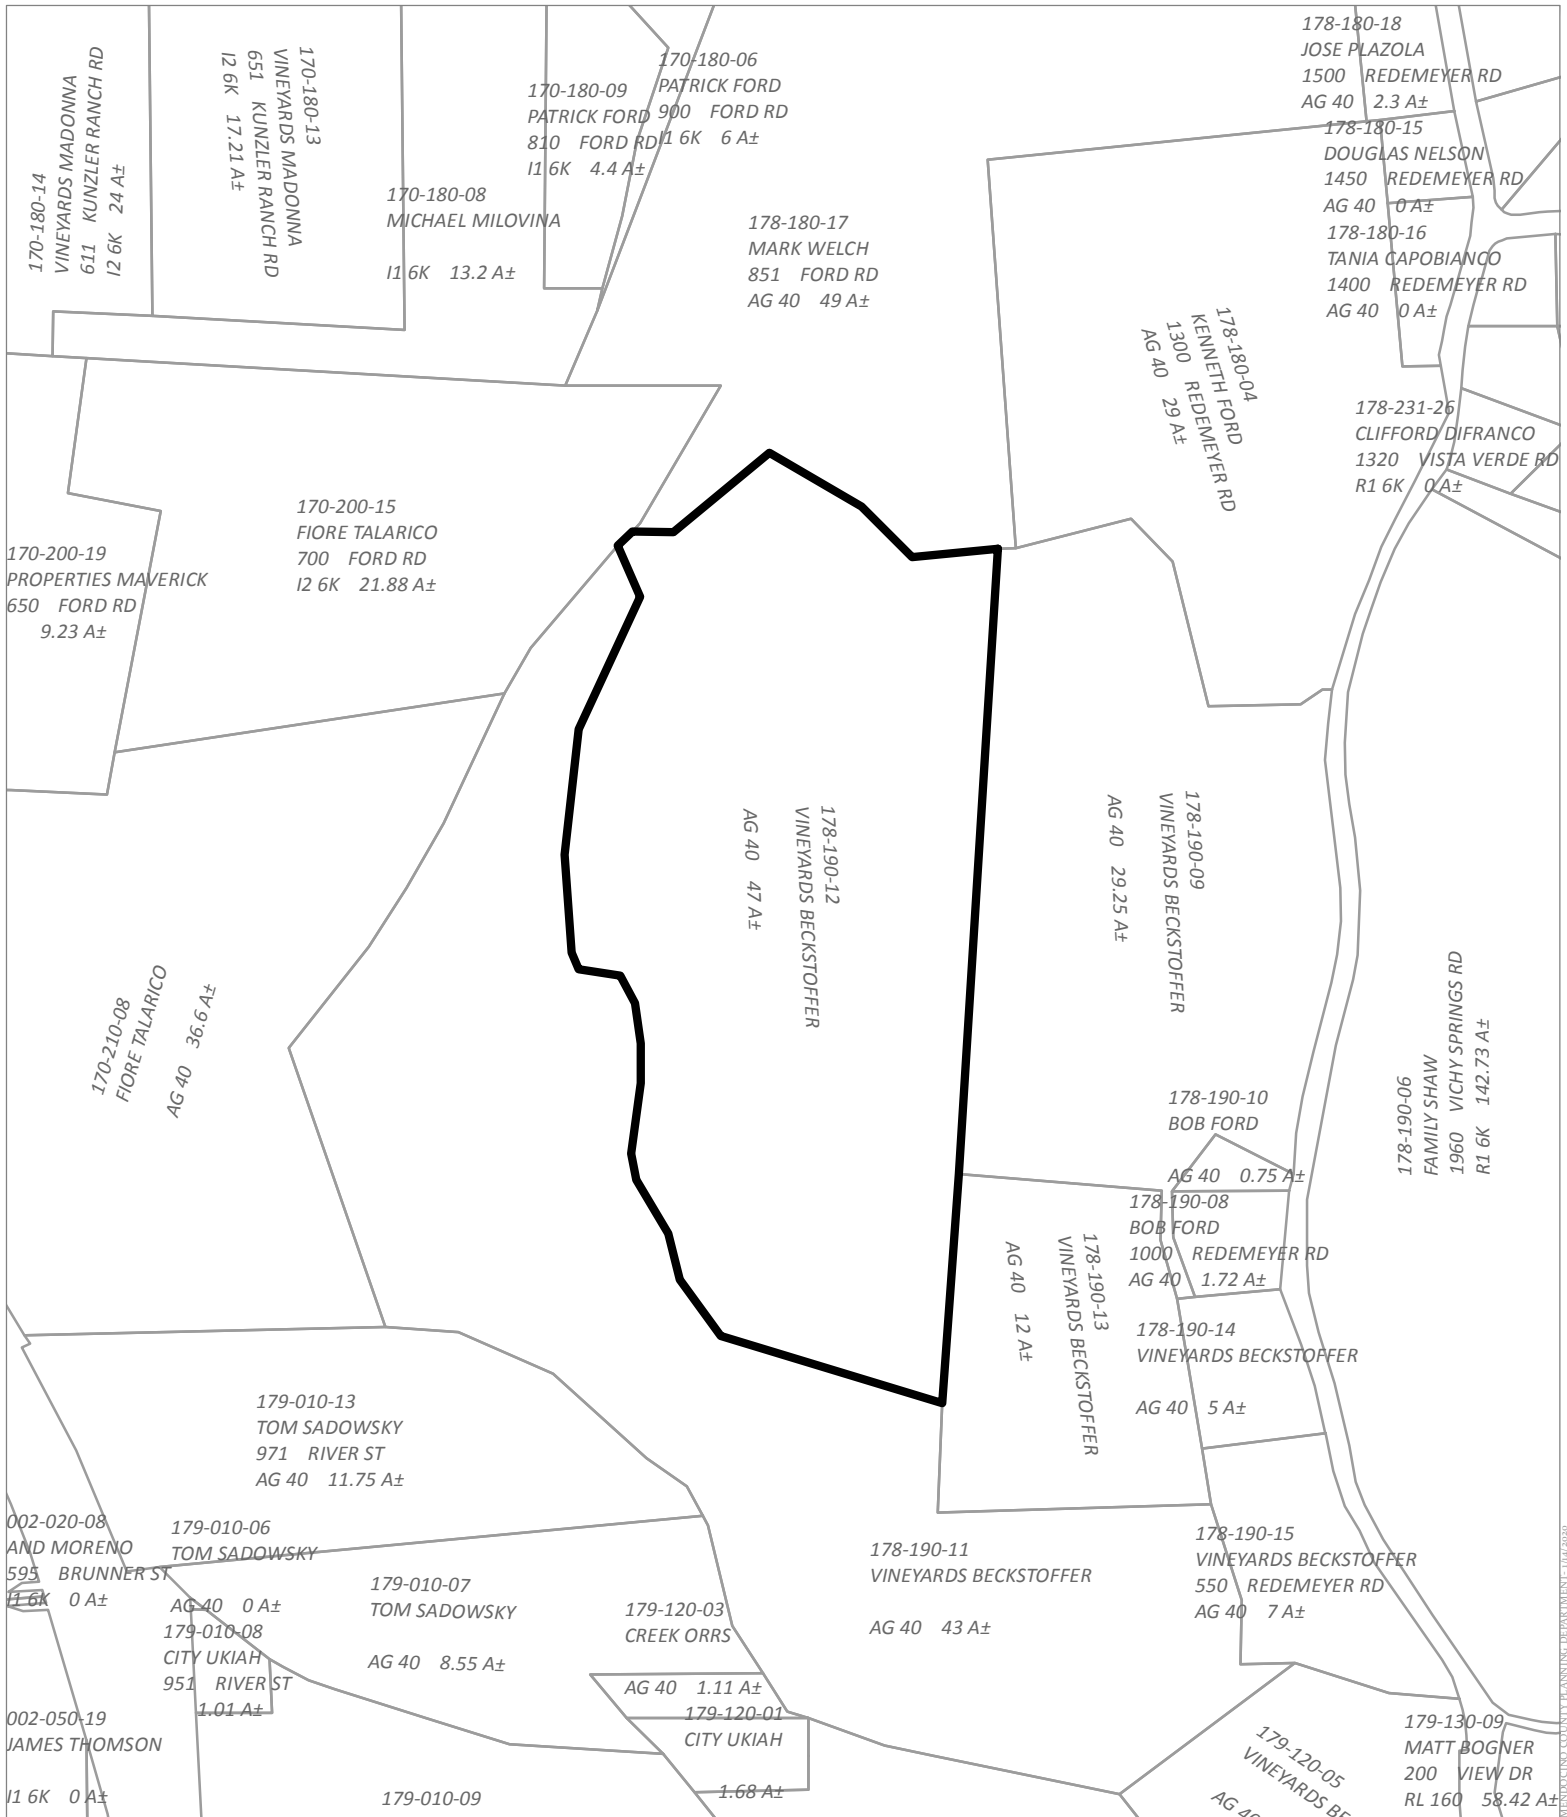 170-180-14
VINEYARDS MADONNA
611 KUNZLER RANCH RD
I2 6K 24 A±
170-180-13
VINEYARDS MADONNA
651 KUNZLER RANCH RD
I2 6K 17.21 A±
170-180-08
MICHAEL MILOVINA
I1 6K 13.2 A±
170-180-09
PATRICK FORD
810 FORD RD
I1 6K 4.4 A±
170-180-06
PATRICK FORD
900 FORD RD
I1 6K 6 A±
178-180-17
MARK WELCH
851 FORD RD
AG 40 49 A±
178-180-18
JOSE PLAZOLA
1500 REDEMEYER RD
AG 40 2.3 A±
178-180-15
DOUGLAS NELSON
1450 REDEMEYER RD
AG 40 0 A±
178-180-16
TANIA CAPOBIANCO
1400 REDEMEYER RD
AG 40 0 A±
178-180-04
KENNETH FORD
1300 REDEMEYER RD
AG 40 29 A±
178-231-26
CLIFFORD DIFRANCO
1320 VISTA VERDE RD
R1 6K 0 A±
170-200-19
PROPERTIES MAVERICK
650 FORD RD
9.23 A±
170-200-15
FIORE TALARICO
700 FORD RD
I2 6K 21.88 A±
178-190-12
VINEYARDS BECKSTOFFER
AG 40 47 A±
178-190-09
VINEYARDS BECKSTOFFER
AG 40 29.25 A±
170-210-08
FIORE TALARICO
AG 40 36.6 A±
178-190-06
FAMILY SHAW
1960 VICHY SPRINGS RD
R1 6K 142.73 A±
178-190-10
BOB FORD
AG 40 0.75 A±
178-190-08
BOB FORD
1000 REDEMEYER RD
AG 40 1.72 A±
178-190-13
VINEYARDS BECKSTOFFER
AG 40 12 A±
178-190-14
VINEYARDS BECKSTOFFER
AG 40 5 A±
179-010-13
TOM SADOWSKY
971 RIVER ST
AG 40 11.75 A±
002-020-08
AND MORENO
595 BRUNNER ST
I1 6K 0 A±
179-010-06
TOM SADOWSKY
AG 40 0 A±
179-010-08
CITY UKIAH
951 RIVER ST
1.01 A±
179-010-07
TOM SADOWSKY
AG 40 8.55 A±
179-120-03
CREEK ORRS
AG 40 1.11 A±
179-120-01
CITY UKIAH
1.68 A±
178-190-11
VINEYARDS BECKSTOFFER
AG 40 43 A±
178-190-15
VINEYARDS BECKSTOFFER
550 REDEMEYER RD
AG 40 7 A±
002-050-19
JAMES THOMSON
I1 6K 0 A±
179-010-09
179-120-05
VINEYARDS BE
AG 40
179-130-09
MATT BOGNER
200 VIEW DR
RL 160 58.42 A±
COUNTY PLANNING DEPARTMENT